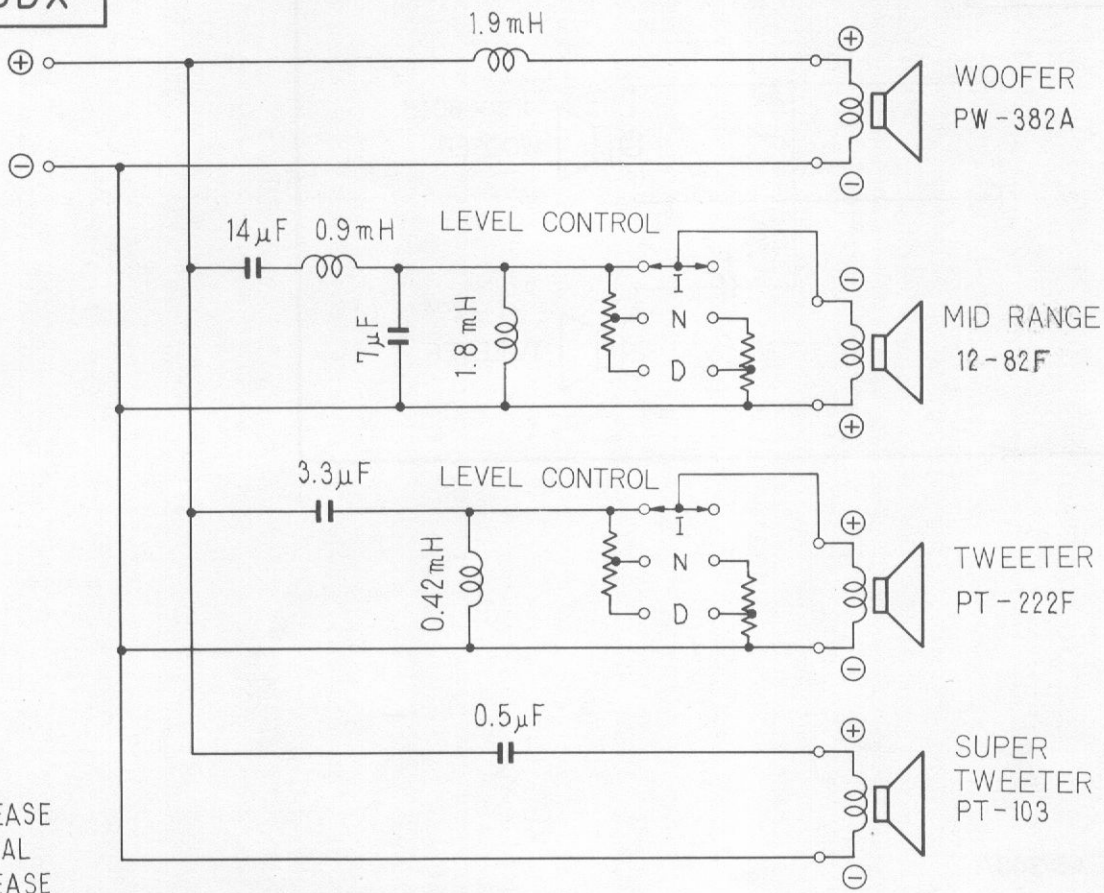 1.9mH
⊕
⊕
WOOFER
PW-382A
⊖
⊖
14μF 0.9mH LEVEL CONTROL
I
⊖
7μF
1.8mH
N
D
MID RANGE
12-82F
⊕
3.3μF LEVEL CONTROL
I
⊕
0.42mH
N
D
TWEETER
PT-222F
⊖
0.5μF
⊕
SUPER
TWEETER
PT-103
⊖